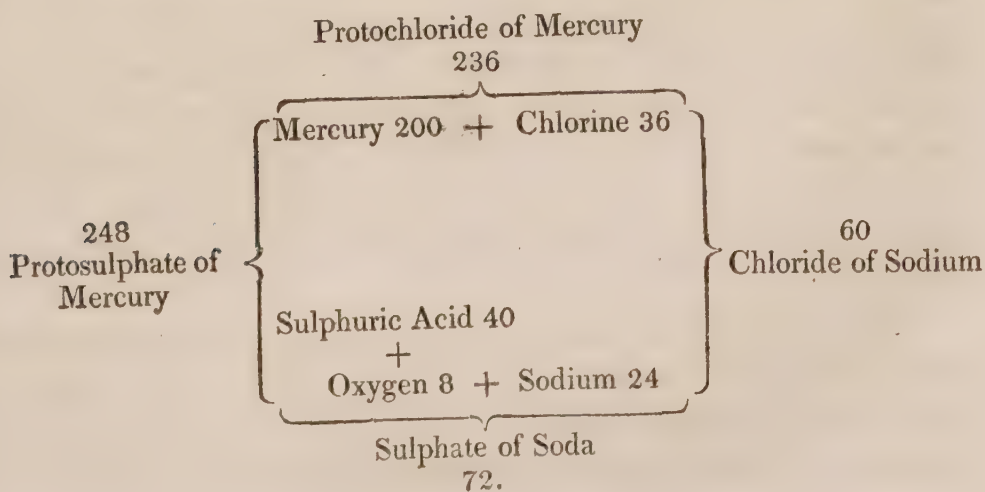 Protochloride of Mercury
236
Mercury 200 + Chlorine 36
248
Protosulphate of
Mercury
60
Chloride of Sodium
Sulphuric Acid 40
+
Oxygen 8 + Sodium 24
Sulphate of Soda
72.